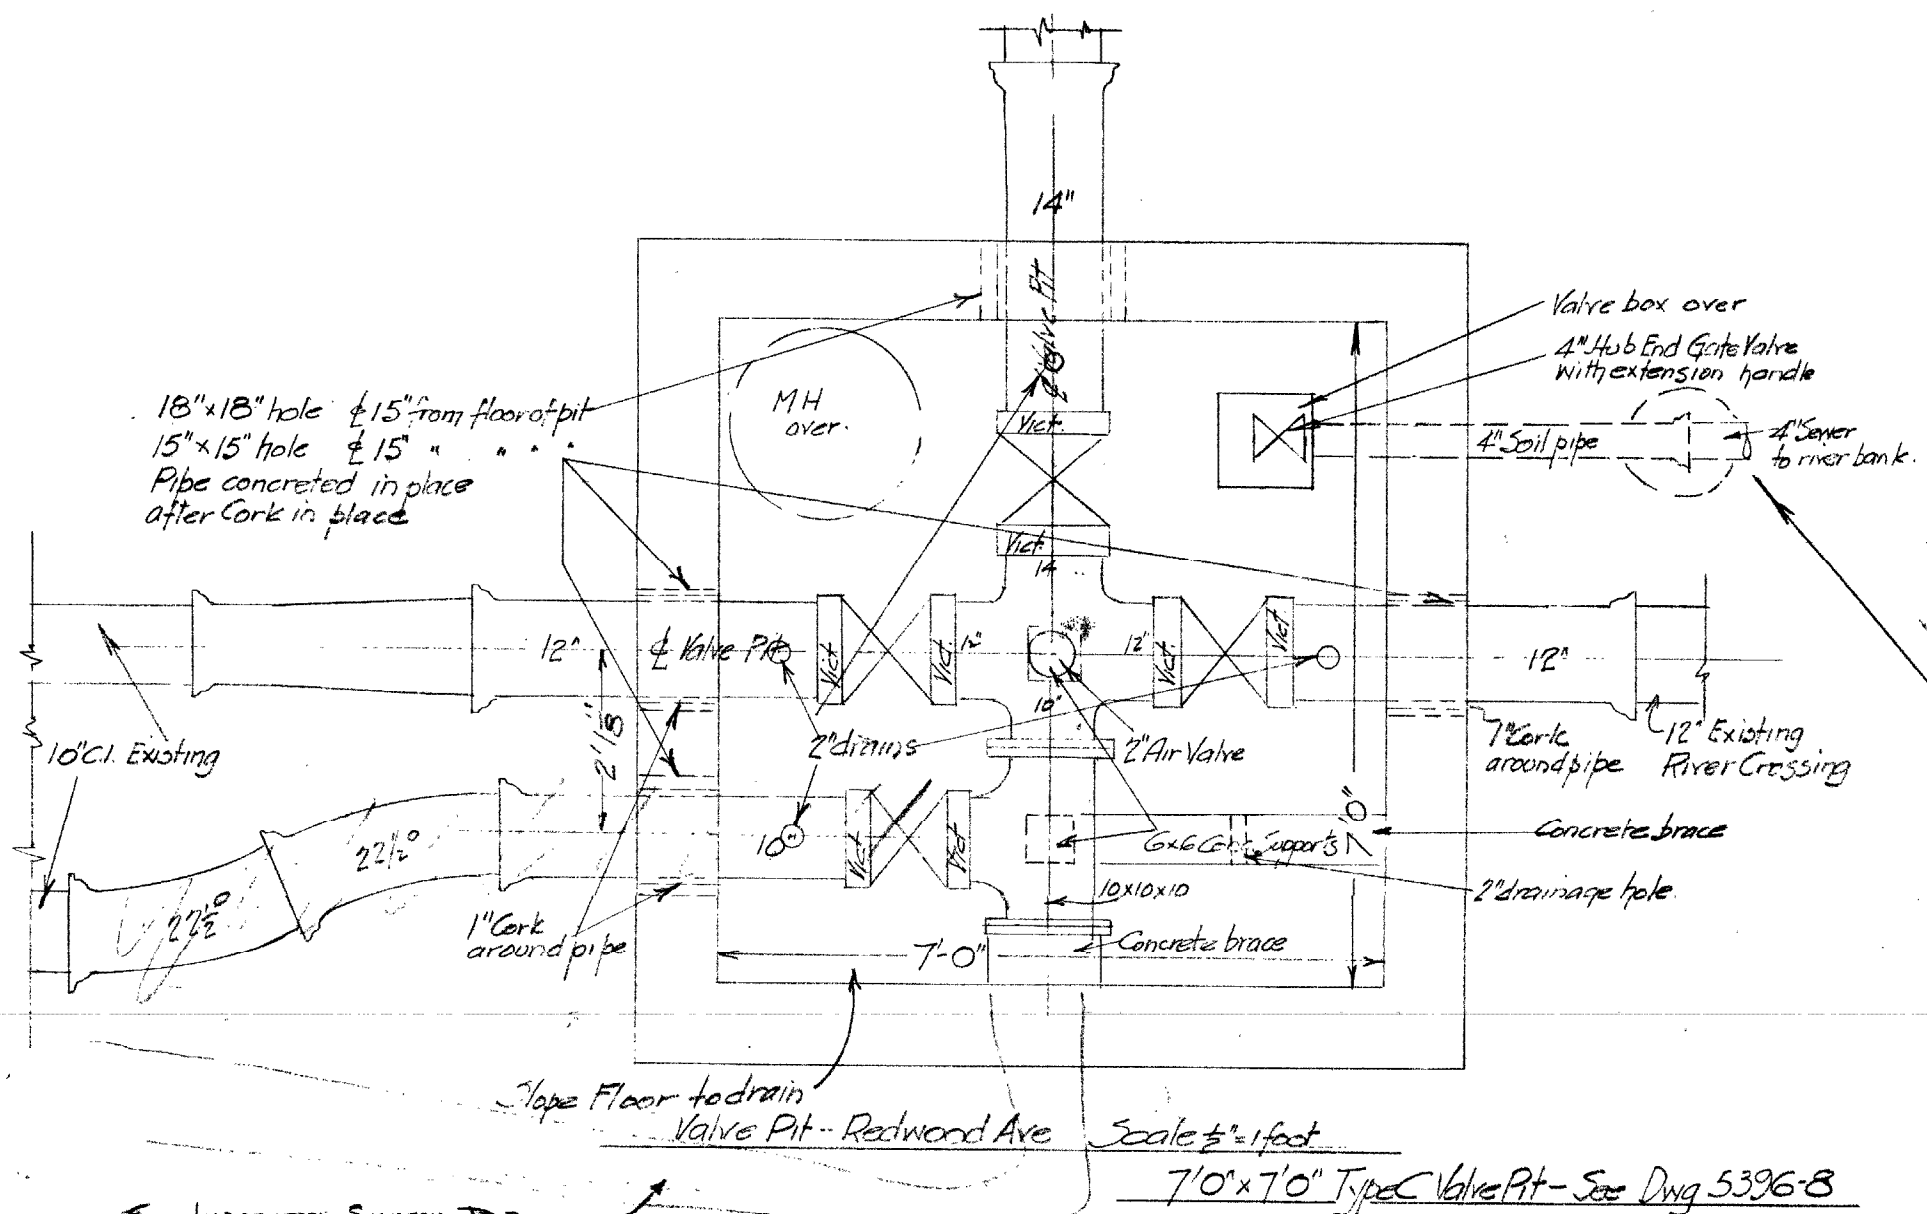 14"
℄ Valve Pit
Valve box over
4" Hub End Gate Valve
with extension handle
18"x18" hole ℄ 15" from floor of pit
15"x15" hole ℄ 15" " " " "
Pipe concreted in place
after Cork in place
MH
over.
Vict.
4" Soil pipe
4" Sewer
to river bank.
Vict.
14
12"
℄ Valve Pit
Vict
Vict
12"
12"
Vict
Vict
12"
10"
2'1⅛"
10" C.I. Existing
2" drains
2" Air Valve
1" Cork
around pipe
12" Existing
River Crossing
22½°
22½°
10"
Vict
Vict
6x6 Conc Supports
7'0"
Concrete brace
10x10x10
2" drainage hole.
1" Cork
around pipe
7'-0"
Concrete brace
Slope Floor to drain
Valve Pit - Redwood Ave Scale ½" = 1 foot
7'0" x 7'0" Type C Valve Pit - See Dwg 5396-8